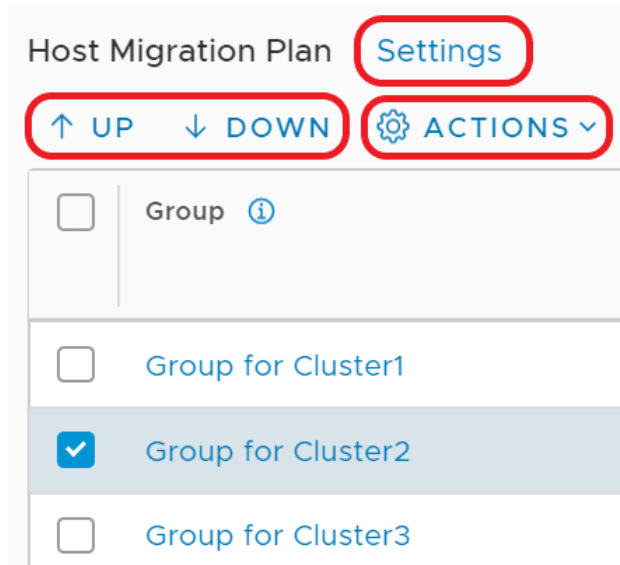 Host Migration Plan Settings
UP DOWN ACTIONS
Group
Group for Cluster1
Group for Cluster2
Group for Cluster3